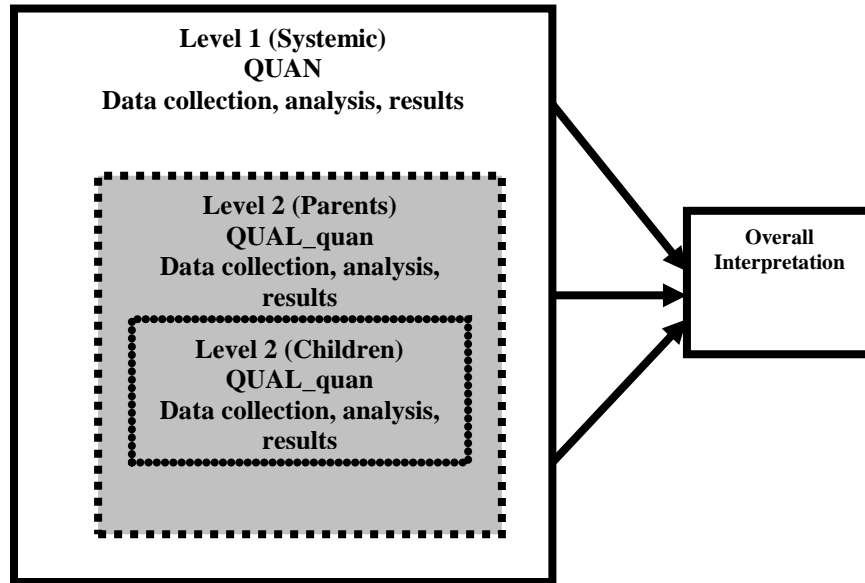 Level 1 (Systemic)
QUAN
Data collection, analysis, results
Level 2 (Parents)
QUAL_quan
Data collection, analysis,
results
Level 2 (Children)
QUAL_quan
Data collection, analysis,
results
Overall
Interpretation